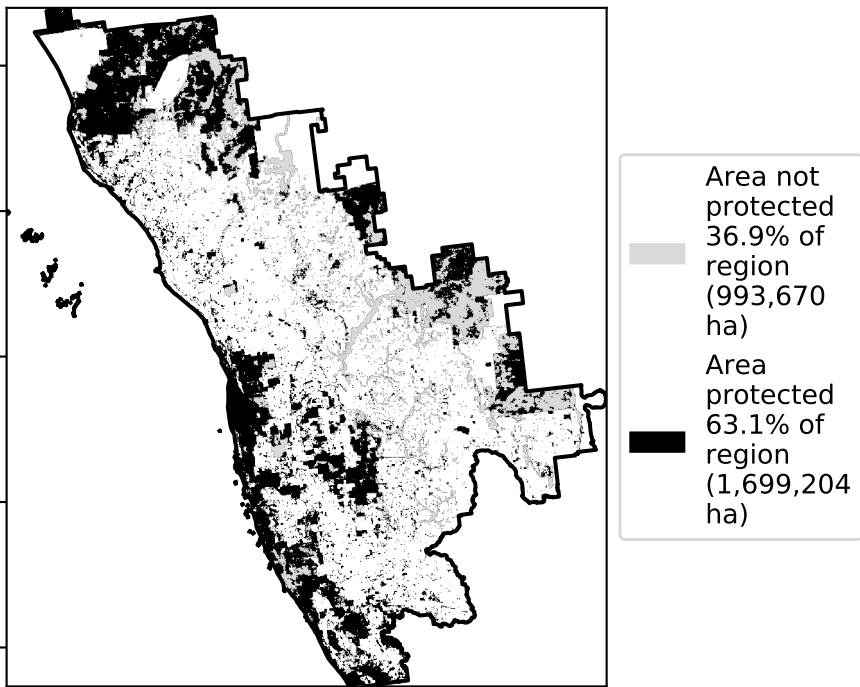 Area not
protected
36.9% of
region
(993,670
ha)
Area
protected
63.1% of
region
(1,699,204
ha)